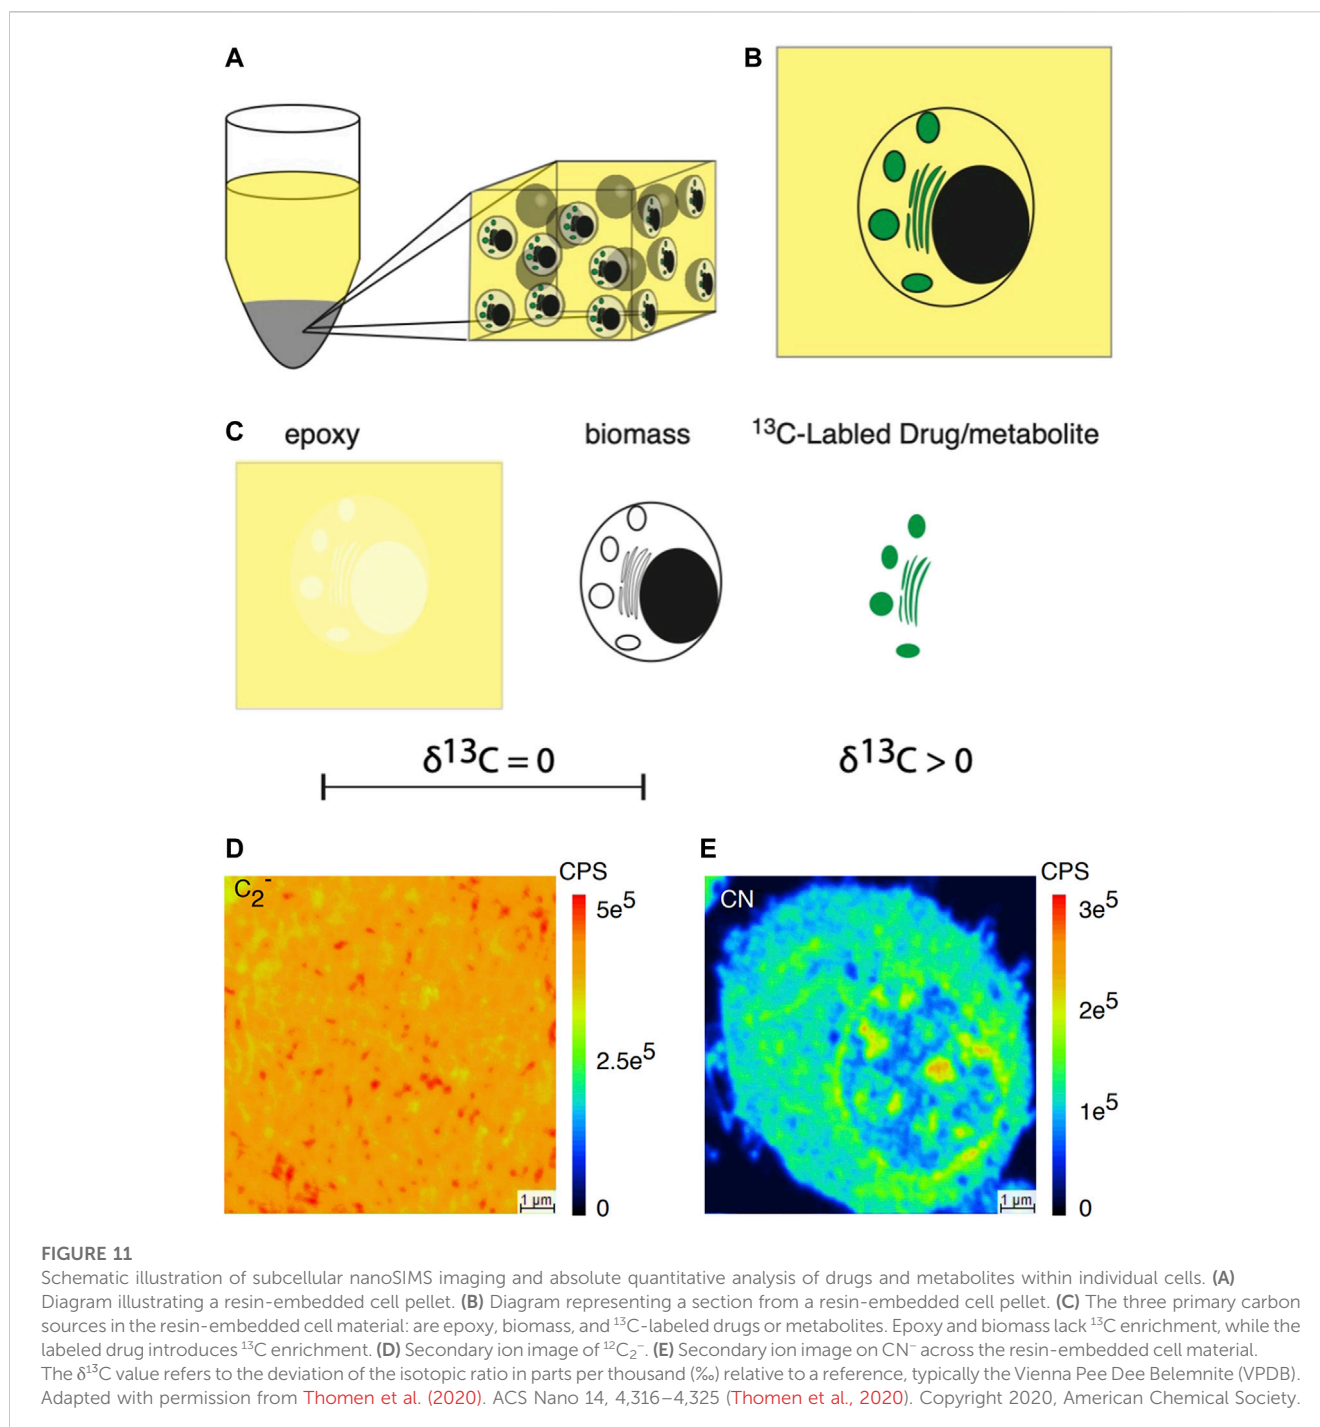 A
B
C
epoxy
biomass
¹³C-Labled Drug/metabolite
δ¹³C = 0
δ¹³C > 0
D
E
C₂⁻
CPS
5e⁵
2.5e⁵
0
1 µm
CN
CPS
3e⁵
2e⁵
1e⁵
0
1 µm
FIGURE 11
Schematic illustration of subcellular nanoSIMS imaging and absolute quantitative analysis of drugs and metabolites within individual cells. (A)
Diagram illustrating a resin-embedded cell pellet. (B) Diagram representing a section from a resin-embedded cell pellet. (C) The three primary carbon
sources in the resin-embedded cell material: are epoxy, biomass, and ¹³C-labeled drugs or metabolites. Epoxy and biomass lack ¹³C enrichment, while the
labeled drug introduces ¹³C enrichment. (D) Secondary ion image of ¹²C₂⁻. (E) Secondary ion image on CN⁻ across the resin-embedded cell material.
The δ¹³C value refers to the deviation of the isotopic ratio in parts per thousand (‰) relative to a reference, typically the Vienna Pee Dee Belemnite (VPDB).
Adapted with permission from Thomen et al. (2020). ACS Nano 14, 4,316–4,325 (Thomen et al., 2020). Copyright 2020, American Chemical Society.